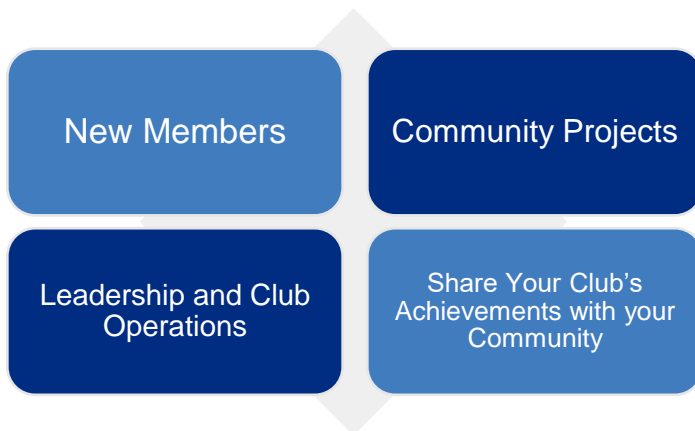 New Members
Community Projects
Leadership and Club
Operations
Share Your Club’s
Achievements with your
Community